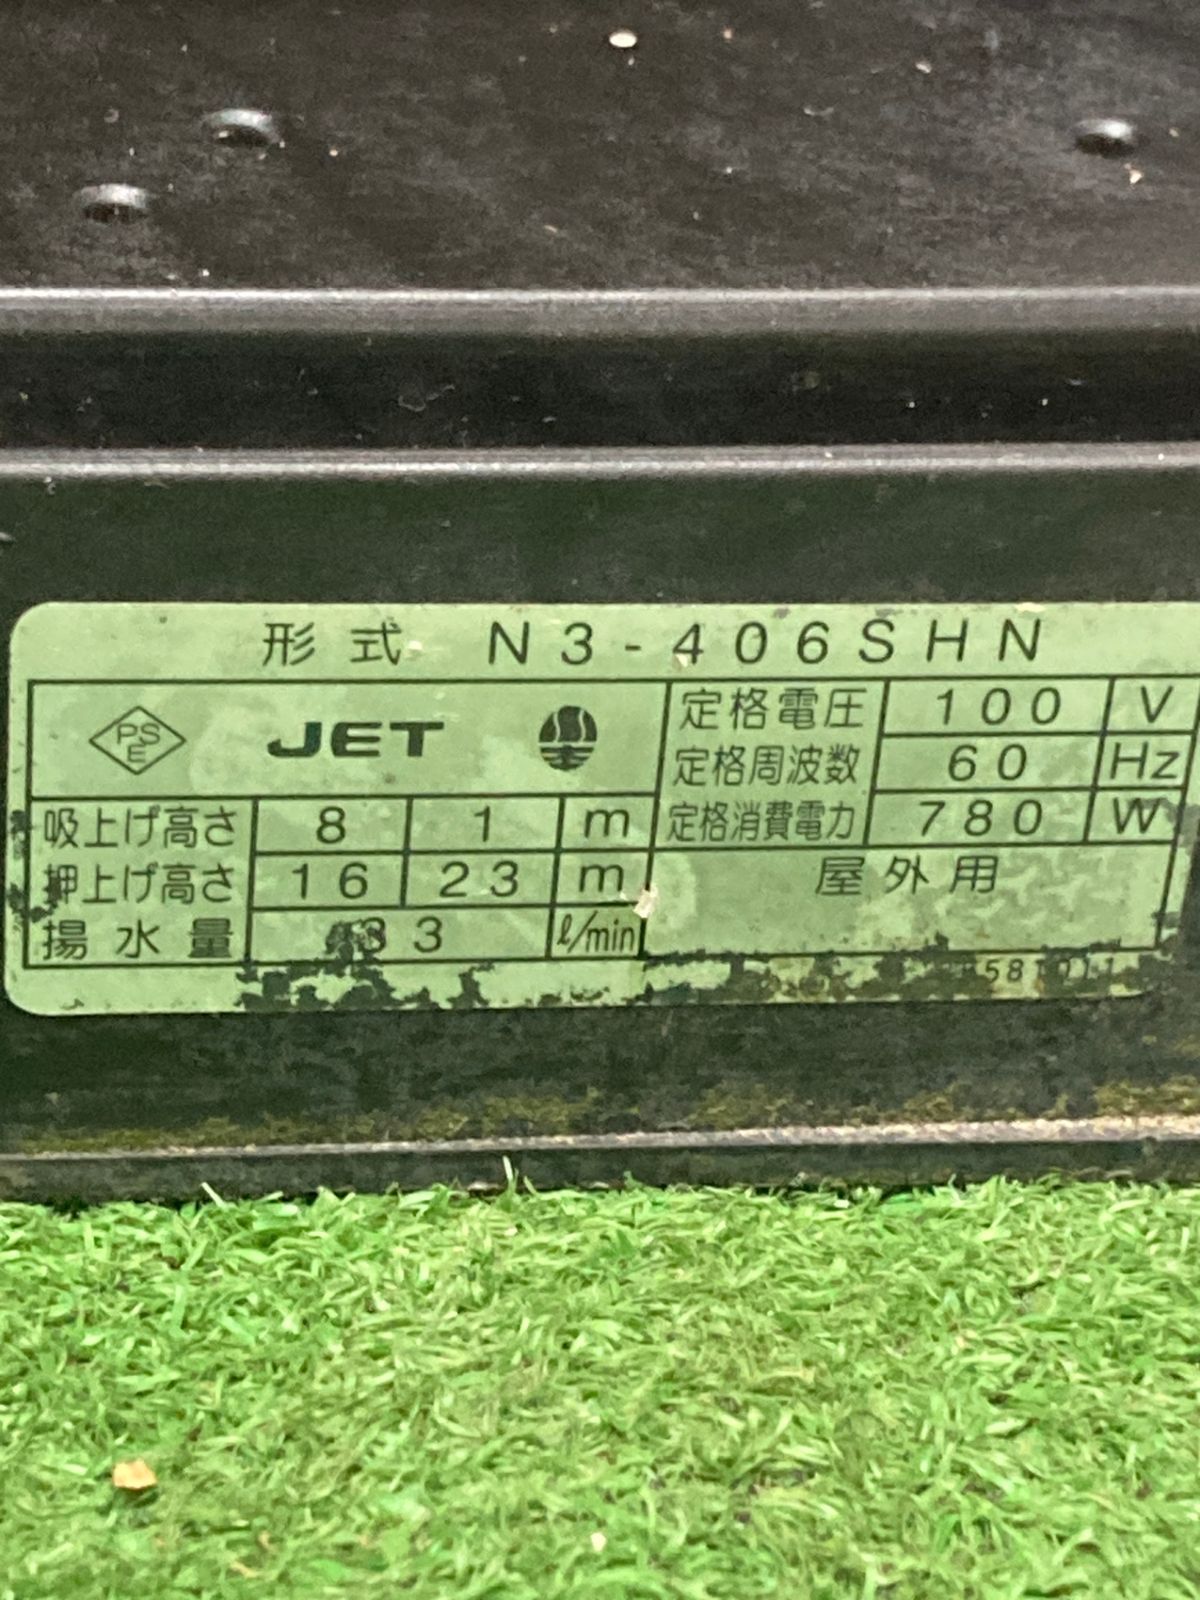 形式 N3-406SHN
PSE JET
定格電圧 100 V
定格周波数 60 Hz
定格消費電力 780 W
吸上げ高さ 8 1 m
押上げ高さ 16 23 m
揚水量 33 ℓ/min
屋外用